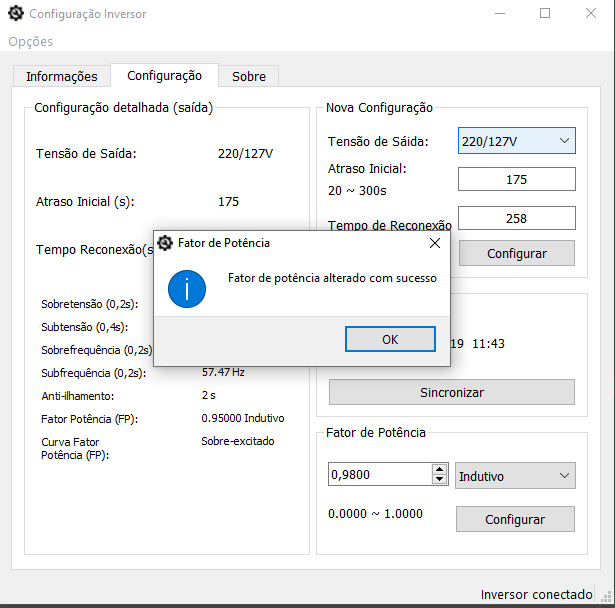 Configuração Inversor
Opções
Informações
Configuração
Sobre
Configuração detalhada (saída)
Tensão de Saída:
220/127V
Atraso Inicial (s):
175
Tempo Reconexão(s
Sobretensão (0,2s):
Subtensão (0,4s):
Sobrefrequência (0,2s)
Subfrequência (0,2s):
57.47 Hz
Anti-ilhamento:
2 s
Fator Potência (FP):
0.95000 Indutivo
Curva Fator
Potência (FP):
Sobre-excitado
Nova Configuração
Tensão de Sáida:
220/127V
Atraso Inicial:
20 ~ 300s
175
Tempo de Reconexão
258
Configurar
Fator de Potência
Fator de potência alterado com sucesso
OK
19 11:43
Sincronizar
Fator de Potência
0,9800
Indutivo
0.0000 ~ 1.0000
Configurar
Inversor conectado